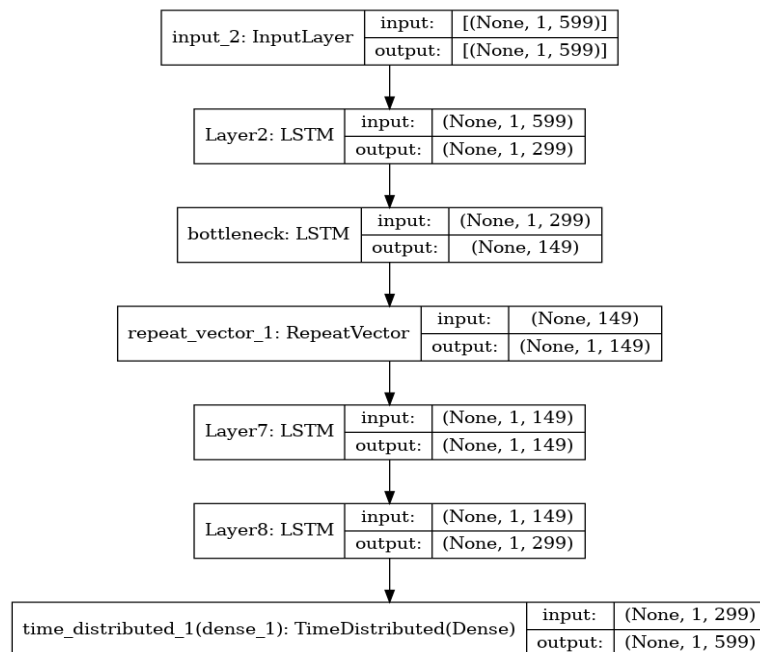 input_2: InputLayer input: [(None, 1, 599)]
output: [(None, 1, 599)]
Layer2: LSTM input: (None, 1, 599)
output: (None, 1, 299)
bottleneck: LSTM input: (None, 1, 299)
output: (None, 149)
repeat_vector_1: RepeatVector input: (None, 149)
output: (None, 1, 149)
Layer7: LSTM input: (None, 1, 149)
output: (None, 1, 149)
Layer8: LSTM input: (None, 1, 149)
output: (None, 1, 299)
time_distributed_1(dense_1): TimeDistributed(Dense) input: (None, 1, 299)
output: (None, 1, 599)